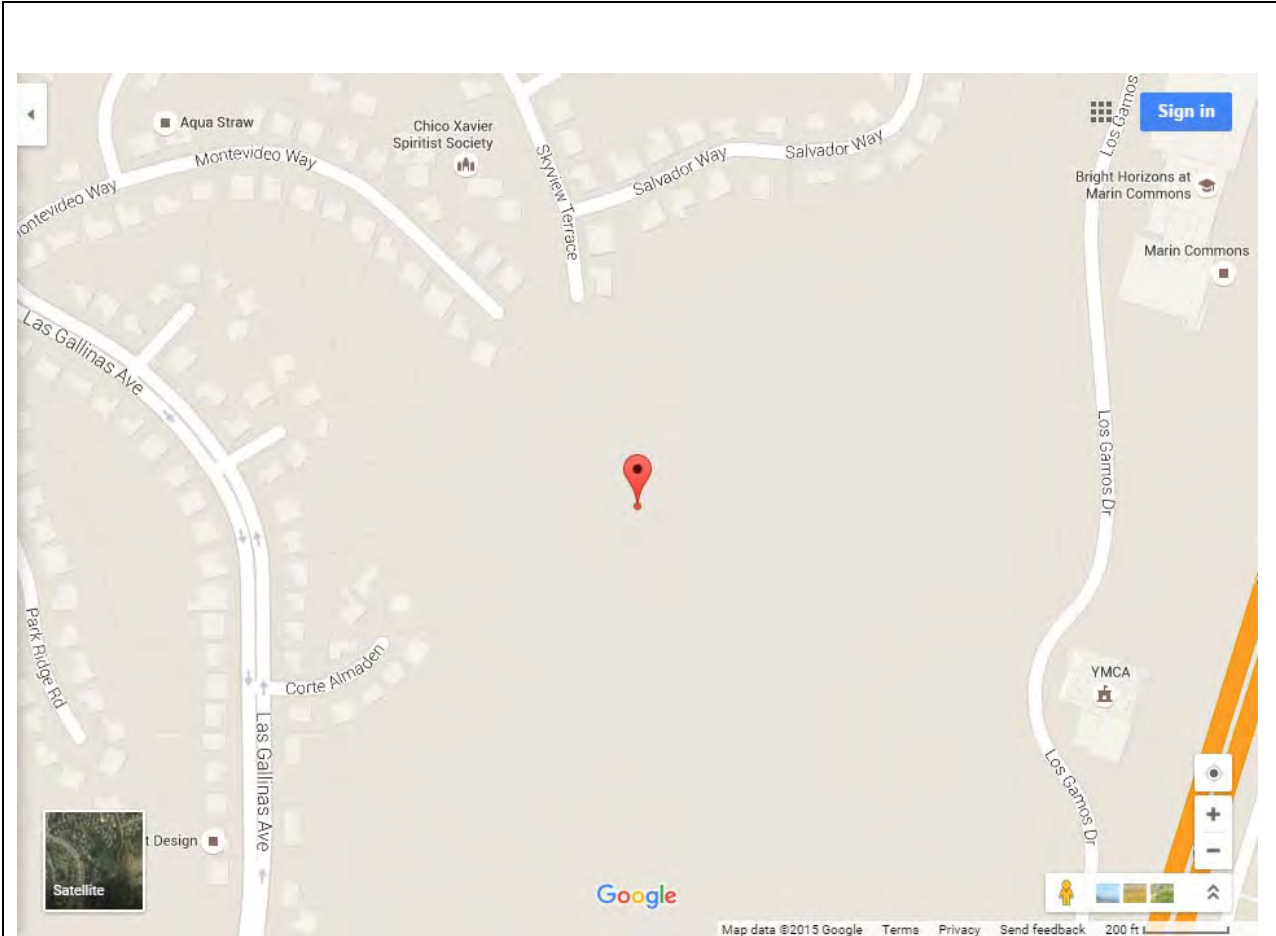 Aqua Straw
Chico Xavier
Spiritist Society
Montevideo Way
ontevideo Way
Skyview Terrace
Salvador Way
Salvador Way
Los Gamos
Sign in
Bright Horizons at
Marin Commons
Marin Commons
Las Gallinas Ave
Los Gamos Dr
Park Ridge Rd
Corte Almaden
YMCA
Las Gallinas Ave
Los Gamos Dr
t Design
Satellite
Google
Map data ©2015 Google Terms Privacy Send feedback 200 ft